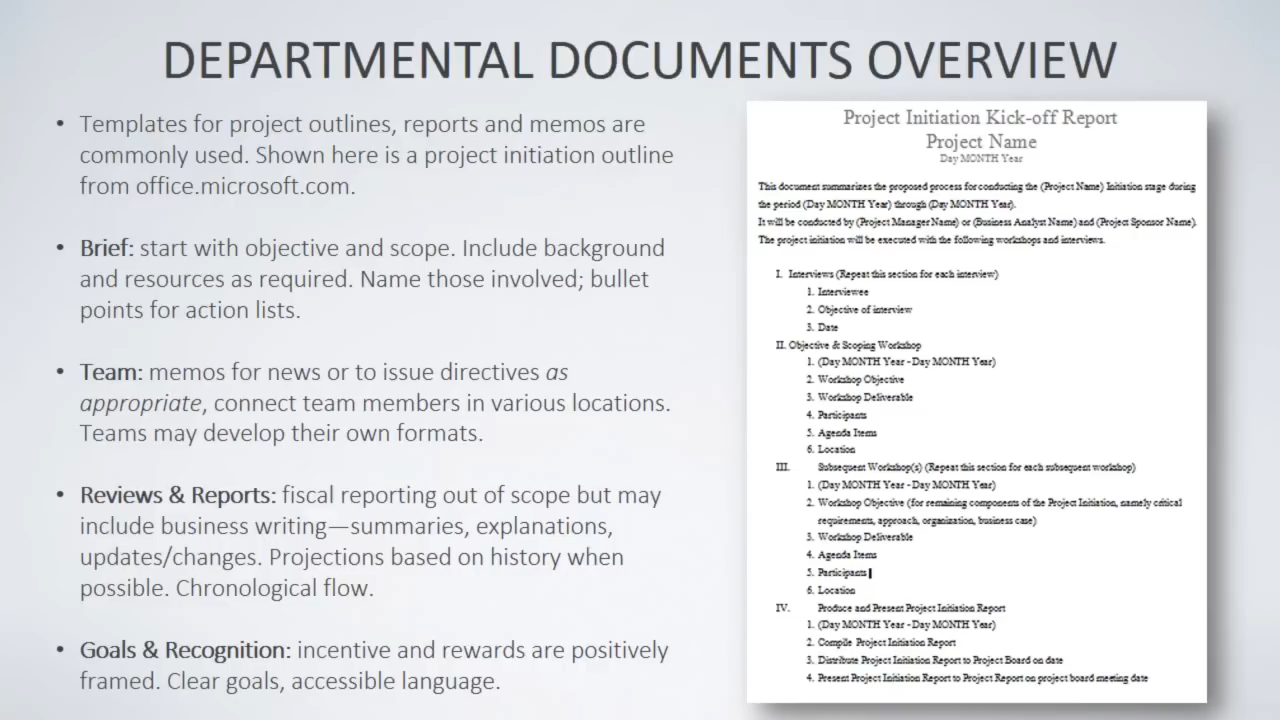 DEPARTMENTAL DOCUMENTS OVERVIEW
• Templates for project outlines, reports and memos are
commonly used. Shown here is a project initiation outline
from office.microsoft.com.
• Brief: start with objective and scope. Include background
and resources as required. Name those involved; bullet
points for action lists.
• Team: memos for news or to issue directives as
appropriate, connect team members in various locations.
Teams may develop their own formats.
• Reviews & Reports: fiscal reporting out of scope but may
include business writing—summaries, explanations,
updates/changes. Projections based on history when
possible. Chronological flow.
• Goals & Recognition: incentive and rewards are positively
framed. Clear goals, accessible language.
Project Initiation Kick-off Report
Project Name
Day MONTH Year
This document summarizes the proposed process for conducting the (Project Name) Initiation stage during
the period (Day MONTH Year) through (Day MONTH Year).
It will be conducted by (Project Manager Name) or (Business Analyst Name) and (Project Sponsor Name).
The project initiation will be executed with the following workshops and interviews.
I. Interviews (Repeat this section for each interview)
1. Interviewee
2. Objective of interview
3. Date
II. Objective & Scoping Workshop
1. (Day MONTH Year - Day MONTH Year)
2. Workshop Objective
3. Workshop Deliverable
4. Participants
5. Agenda Items
6. Location
III. Subsequent Workshop(s) (Repeat this section for each subsequent workshop)
1. (Day MONTH Year - Day MONTH Year)
2. Workshop Objective (for remaining components of the Project Initiation, namely critical
requirements, approach, organization, business case)
3. Workshop Deliverable
4. Agenda Items
5. Participants
6. Location
IV. Produce and Present Project Initiation Report
1. (Day MONTH Year - Day MONTH Year)
2. Compile Project Initiation Report
3. Distribute Project Initiation Report to Project Board on date
4. Present Project Initiation Report to Project Report on project board meeting date